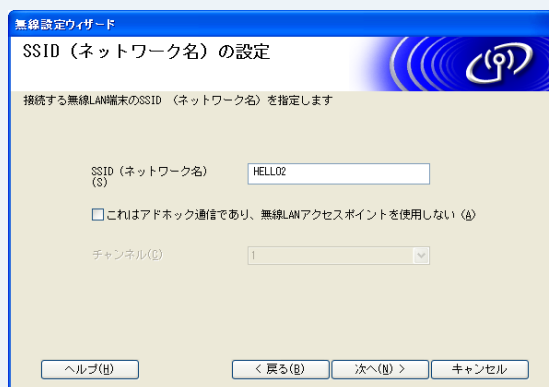 無線設定ウィザード
SSID (ネットワーク名) の設定
接続する無線LAN端末のSSID (ネットワーク名) を指定します
SSID (ネットワーク名)
(S)
HELLO2
これはアドホック通信であり、無線LANアクセスポイントを使用しない (A)
チャンネル(C)
1
ヘルプ(H)
< 戻る(B)
次へ(N) >
キャンセル